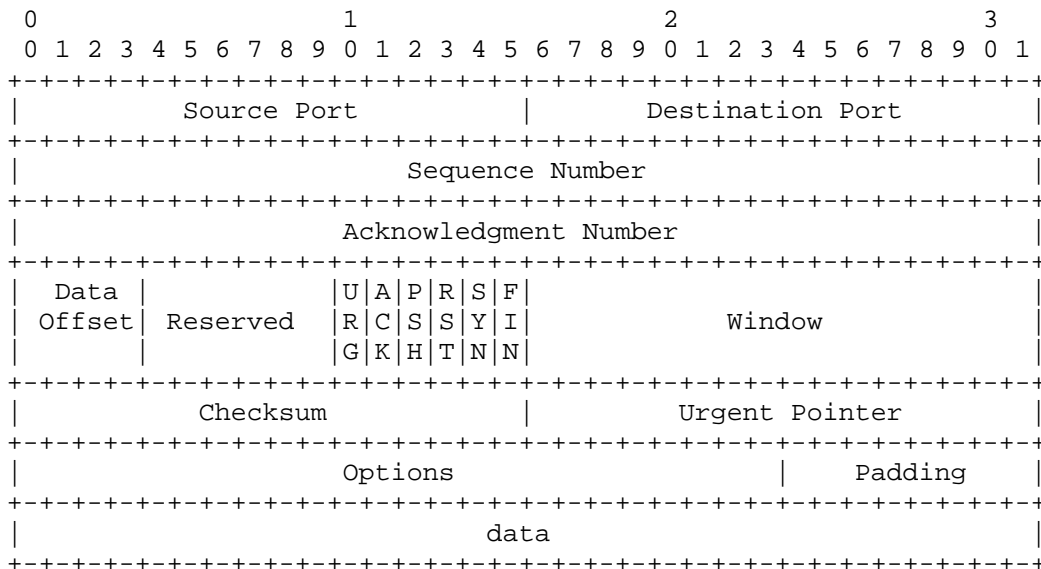 0                   1                   2                   3
 0 1 2 3 4 5 6 7 8 9 0 1 2 3 4 5 6 7 8 9 0 1 2 3 4 5 6 7 8 9 0 1
+-+-+-+-+-+-+-+-+-+-+-+-+-+-+-+-+-+-+-+-+-+-+-+-+-+-+-+-+-+-+-+-+
|          Source Port          |       Destination Port        |
+-+-+-+-+-+-+-+-+-+-+-+-+-+-+-+-+-+-+-+-+-+-+-+-+-+-+-+-+-+-+-+-+
|                        Sequence Number                        |
+-+-+-+-+-+-+-+-+-+-+-+-+-+-+-+-+-+-+-+-+-+-+-+-+-+-+-+-+-+-+-+-+
|                    Acknowledgment Number                      |
+-+-+-+-+-+-+-+-+-+-+-+-+-+-+-+-+-+-+-+-+-+-+-+-+-+-+-+-+-+-+-+-+
|  Data |           |U|A|P|R|S|F|                               |
| Offset| Reserved  |R|C|S|S|Y|I|            Window             |
|       |           |G|K|H|T|N|N|                               |
+-+-+-+-+-+-+-+-+-+-+-+-+-+-+-+-+-+-+-+-+-+-+-+-+-+-+-+-+-+-+-+-+
|           Checksum            |         Urgent Pointer        |
+-+-+-+-+-+-+-+-+-+-+-+-+-+-+-+-+-+-+-+-+-+-+-+-+-+-+-+-+-+-+-+-+
|                    Options                    |    Padding    |
+-+-+-+-+-+-+-+-+-+-+-+-+-+-+-+-+-+-+-+-+-+-+-+-+-+-+-+-+-+-+-+-+
|                             data                              |
+-+-+-+-+-+-+-+-+-+-+-+-+-+-+-+-+-+-+-+-+-+-+-+-+-+-+-+-+-+-+-+-+